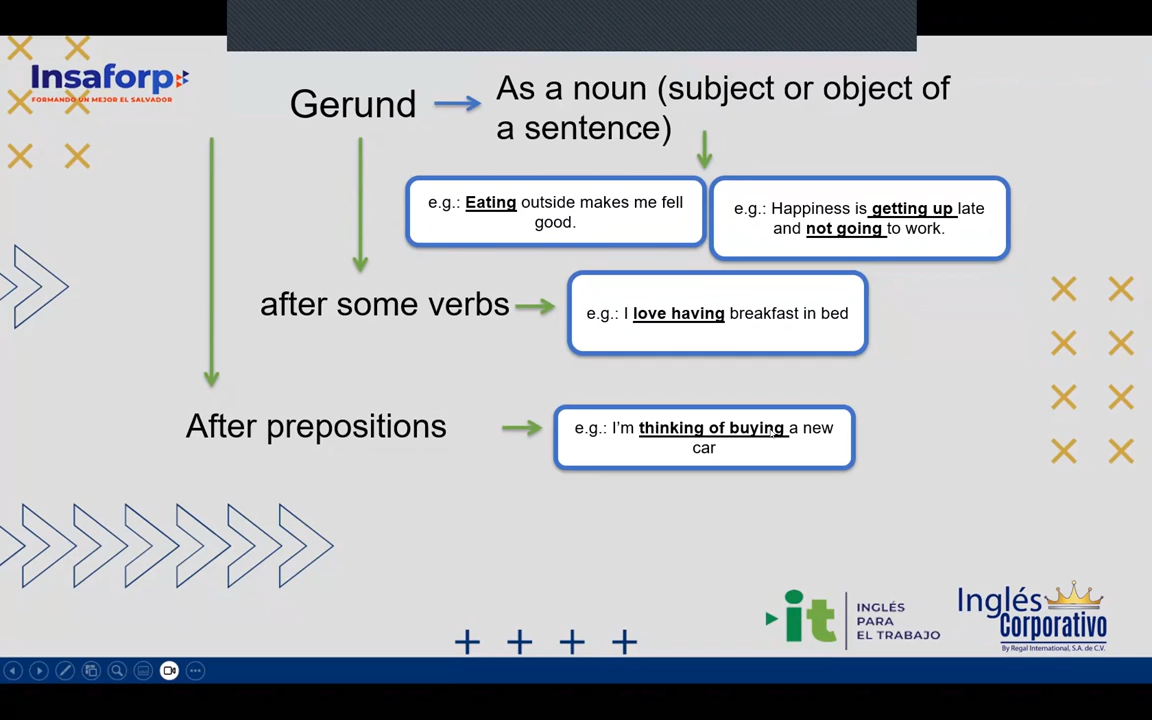 Insaforp
FORMANDO UN MEJOR EL SALVADOR
Gerund
As a noun (subject or object of
a sentence)
e.g.: Eating outside makes me fell
good.
e.g.: Happiness is getting up late
and not going to work.
after some verbs
e.g.: I love having breakfast in bed
After prepositions
e.g.: I'm thinking of buying a new
car
it
INGLÉS
PARA
EL TRABAJO
Inglés
Corporativo
By Regal International, S.A. de C.V.